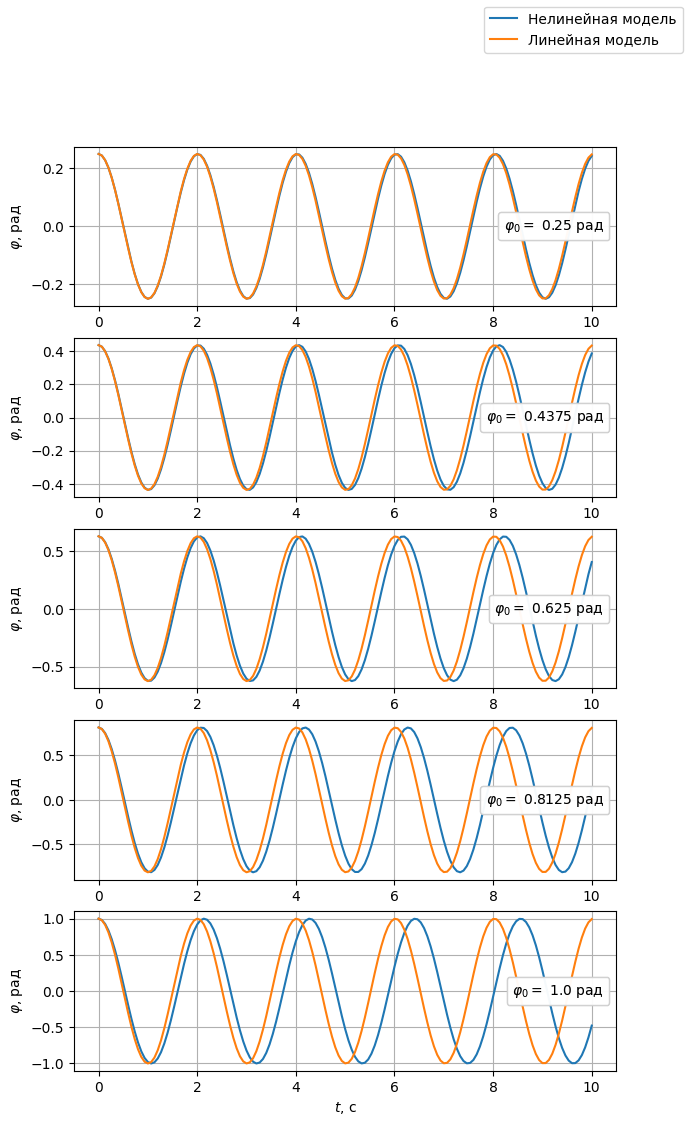 Нелинейная модель
Линейная модель
φ, рад
0.2
0.0
−0.2
φ₀ = 0.25 рад
0 2 4 6 8 10
φ, рад
0.4
0.2
0.0
−0.2
−0.4
φ₀ = 0.4375 рад
0 2 4 6 8 10
φ, рад
0.5
0.0
−0.5
φ₀ = 0.625 рад
0 2 4 6 8 10
φ, рад
0.5
0.0
−0.5
φ₀ = 0.8125 рад
0 2 4 6 8 10
φ, рад
1.0
0.5
0.0
−0.5
−1.0
φ₀ = 1.0 рад
0 2 4 6 8 10
t, с